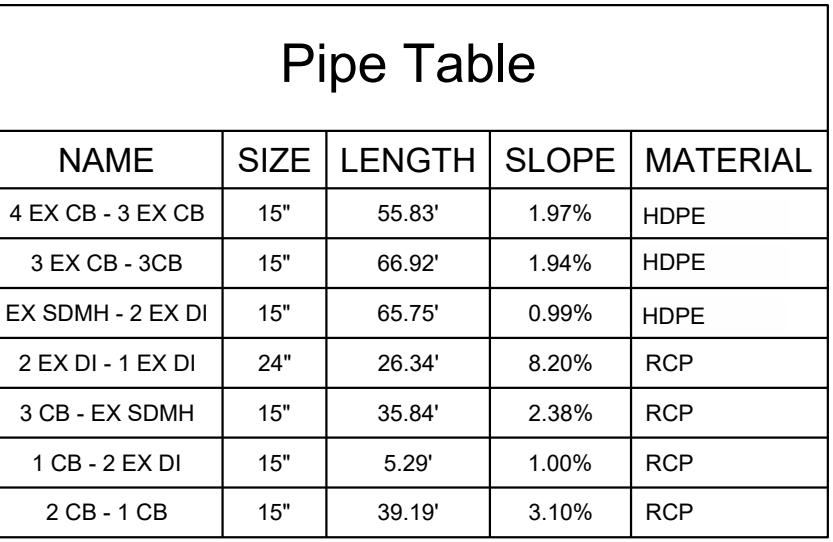 Pipe Table
NAME SIZE LENGTH SLOPE MATERIAL
4 EX CB - 3 EX CB 15" 55.83' 1.97% HDPE
3 EX CB - 3CB 15" 66.92' 1.94% HDPE
EX SDMH - 2 EX DI 15" 65.75' 0.99% HDPE
2 EX DI - 1 EX DI 24" 26.34' 8.20% RCP
3 CB - EX SDMH 15" 35.84' 2.38% RCP
1 CB - 2 EX DI 15" 5.29' 1.00% RCP
2 CB - 1 CB 15" 39.19' 3.10% RCP